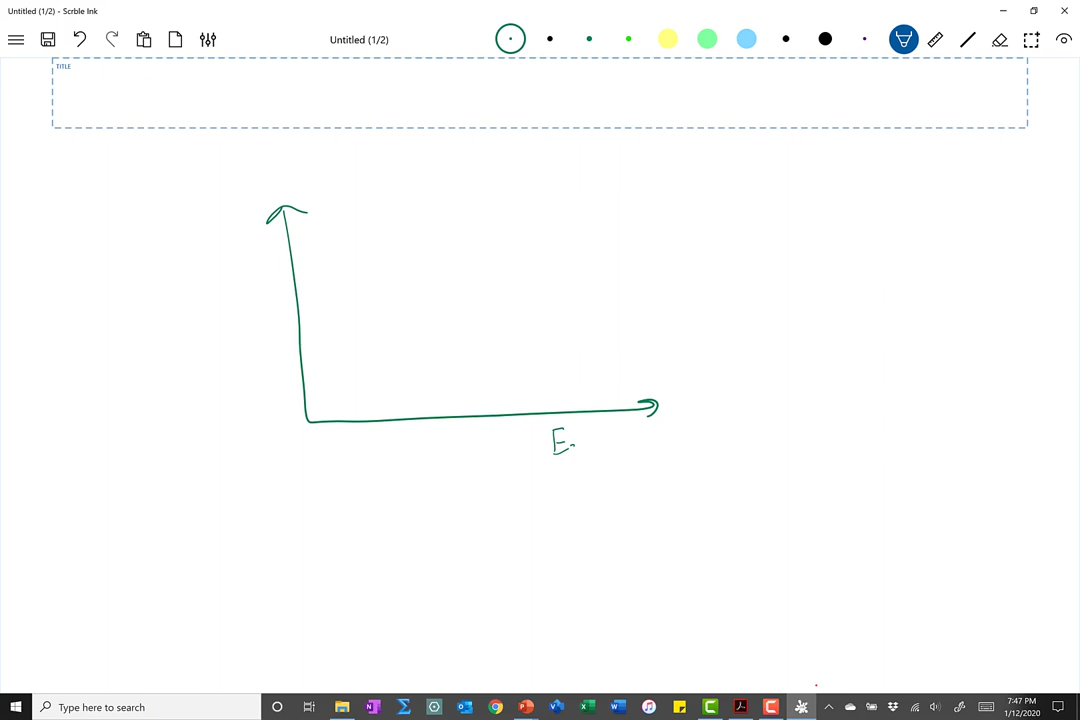 Untitled (1/2) - Scrble Ink
Untitled (1/2)
TITLE
E.
Type here to search
7:47 PM
1/12/2020